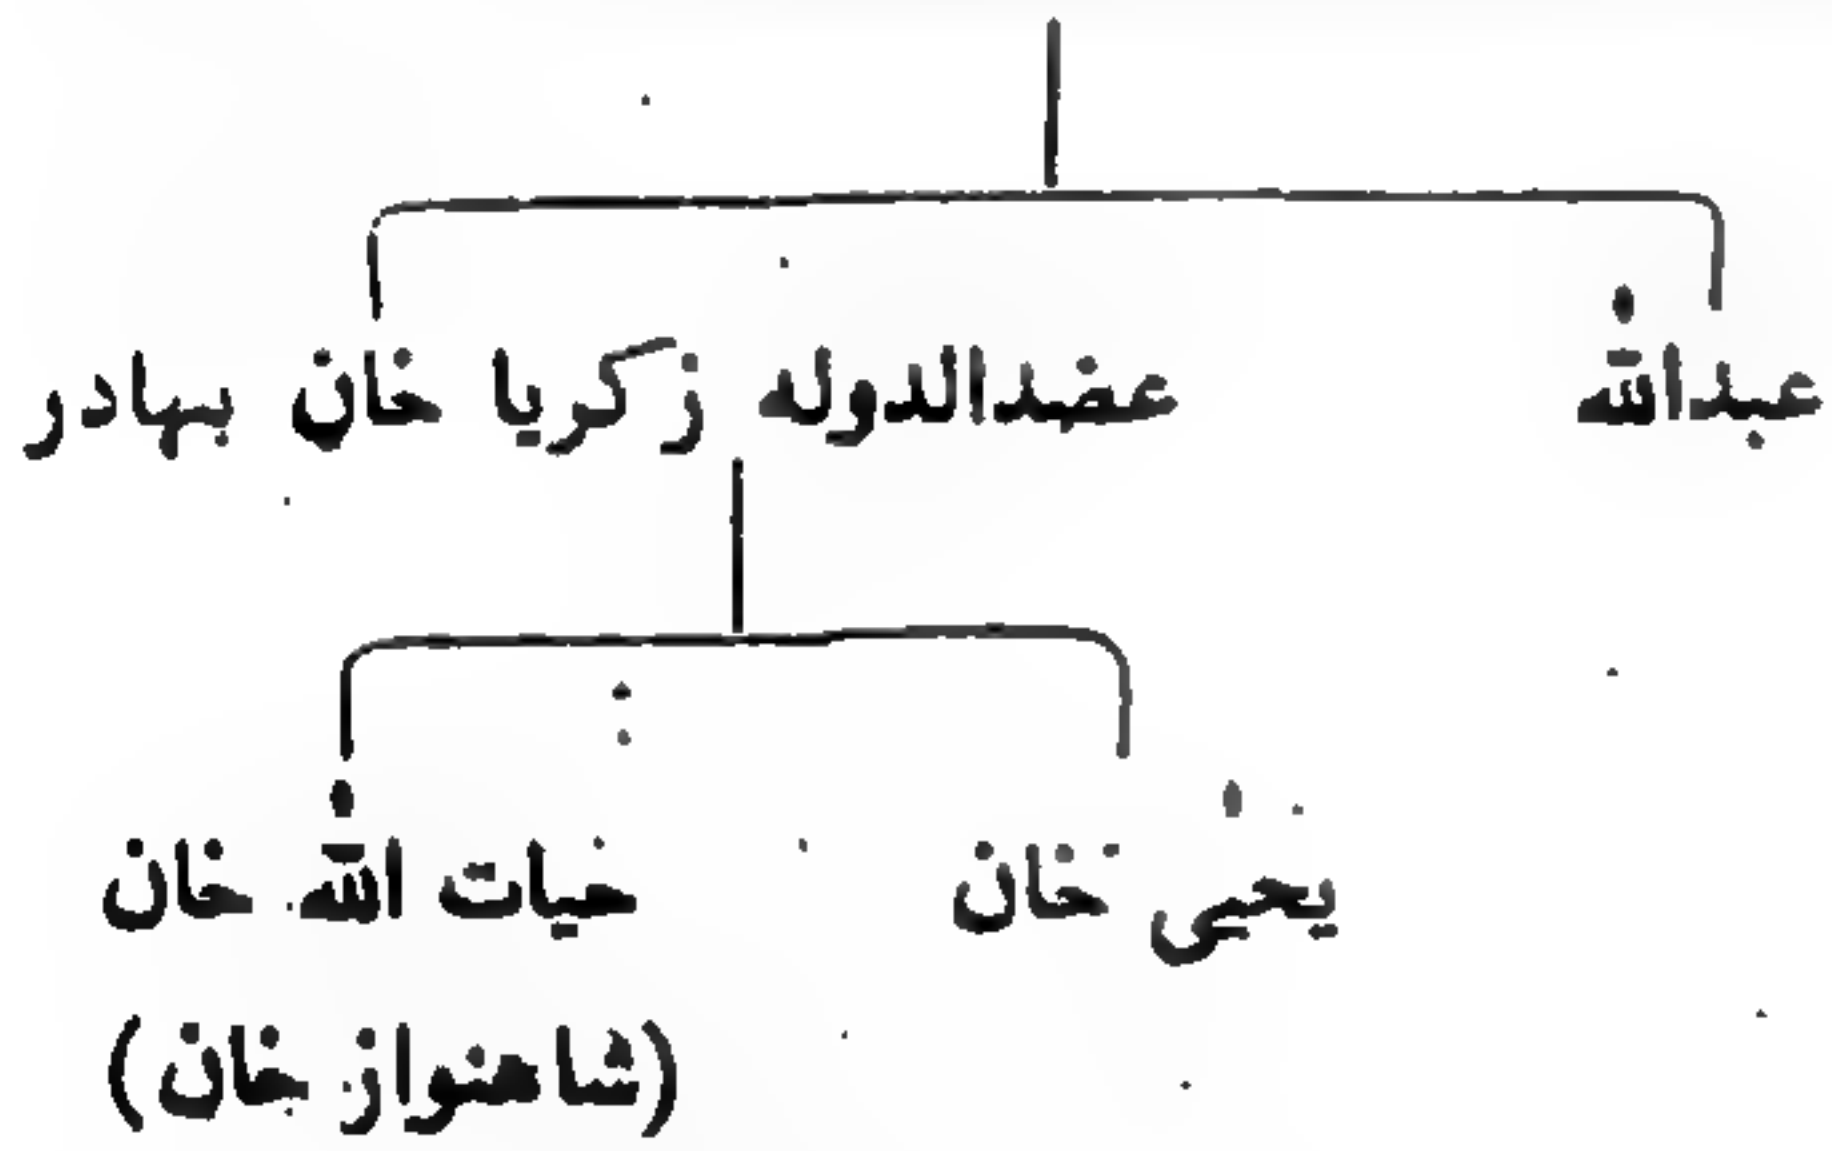 عبدالله عضدالدوله زکریا خان بہادر
یحیی خان حیات الله خان
(شاهنواز خان)